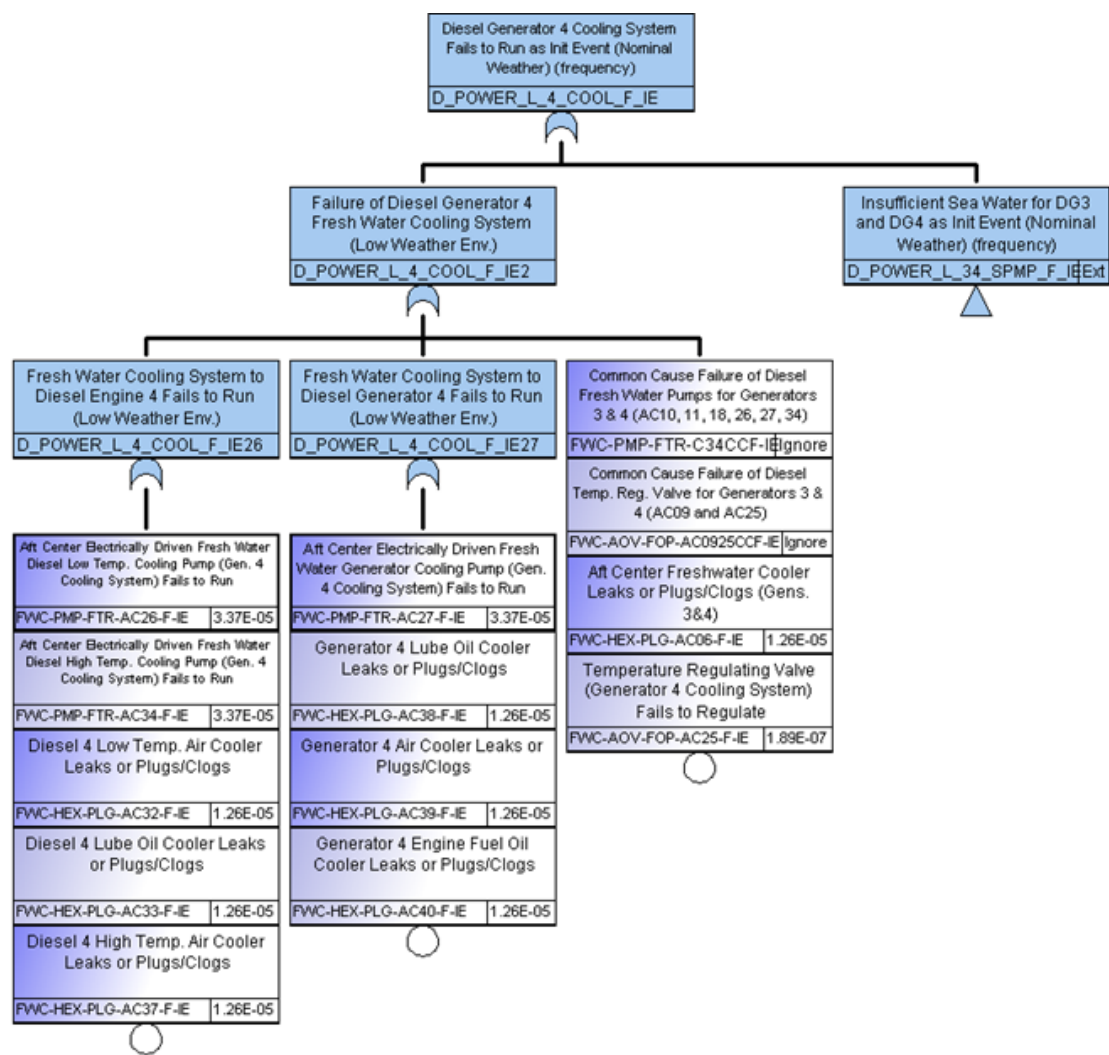 Diesel Generator 4 Cooling System
Fails to Run as Init Event (Nominal
Weather) (frequency)
D_POWER_L_4_COOL_F_IE
Failure of Diesel Generator 4
Fresh Water Cooling System
(Low Weather Env.)
D_POWER_L_4_COOL_F_IE2
Insufficient Sea Water for DG3
and DG4 as Init Event (Nominal
Weather) (frequency)
D_POWER_L_34_SPMP_F_IE Ext
Fresh Water Cooling System to
Diesel Engine 4 Fails to Run
(Low Weather Env.)
D_POWER_L_4_COOL_F_IE26
Fresh Water Cooling System to
Diesel Generator 4 Fails to Run
(Low Weather Env.)
D_POWER_L_4_COOL_F_IE27
Common Cause Failure of Diesel
Fresh Water Pumps for Generators
3 & 4 (AC10, 11, 18, 26, 27, 34)
FWC-PMP-FTR-C34CCF-IE Ignore
Common Cause Failure of Diesel
Temp. Reg. Valve for Generators 3 &
4 (AC09 and AC25)
FWC-AOV-FOP-AC0925CCF-IE Ignore
Aft Center Freshwater Cooler
Leaks or Plugs/Clogs (Gens.
3&4)
FWC-HEX-PLG-AC06-F-IE 1.26E-05
Temperature Regulating Valve
(Generator 4 Cooling System)
Fails to Regulate
FWC-AOV-FOP-AC25-F-IE 1.89E-07
Aft Center Electrically Driven Fresh Water
Diesel Low Temp. Cooling Pump (Gen. 4
Cooling System) Fails to Run
FWC-PMP-FTR-AC26-F-IE 3.37E-05
Aft Center Electrically Driven Fresh Water
Diesel High Temp. Cooling Pump (Gen. 4
Cooling System) Fails to Run
FWC-PMP-FTR-AC34-F-IE 3.37E-05
Diesel 4 Low Temp. Air Cooler
Leaks or Plugs/Clogs
FWC-HEX-PLG-AC32-F-IE 1.26E-05
Diesel 4 Lube Oil Cooler Leaks
or Plugs/Clogs
FWC-HEX-PLG-AC33-F-IE 1.26E-05
Diesel 4 High Temp. Air Cooler
Leaks or Plugs/Clogs
FWC-HEX-PLG-AC37-F-IE 1.26E-05
Aft Center Electrically Driven Fresh
Water Generator Cooling Pump (Gen.
4 Cooling System) Fails to Run
FWC-PMP-FTR-AC27-F-IE 3.37E-05
Generator 4 Lube Oil Cooler
Leaks or Plugs/Clogs
FWC-HEX-PLG-AC38-F-IE 1.26E-05
Generator 4 Air Cooler Leaks or
Plugs/Clogs
FWC-HEX-PLG-AC39-F-IE 1.26E-05
Generator 4 Engine Fuel Oil
Cooler Leaks or Plugs/Clogs
FWC-HEX-PLG-AC40-F-IE 1.26E-05